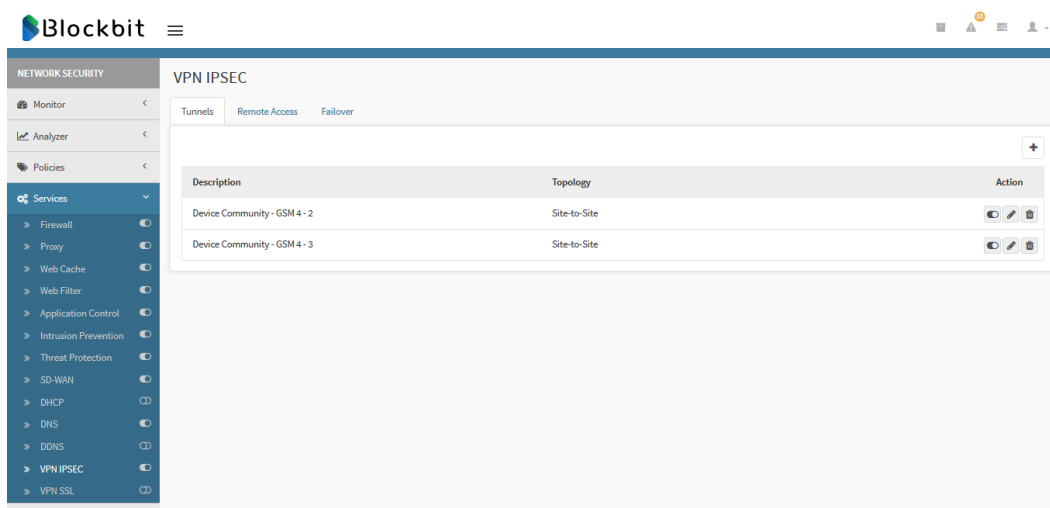 Blockbit
53
NETWORK SECURITY
Monitor
Analyzer
Policies
Services
Firewall
Proxy
Web Cache
Web Filter
Application Control
Intrusion Prevention
Threat Protection
SD-WAN
DHCP
DNS
DDNS
VPN IPSEC
VPN SSL
VPN IPSEC
Tunnels Remote Access Failover
Description Topology Action
Device Community - GSM 4 - 2 Site-to-Site
Device Community - GSM 4 - 3 Site-to-Site